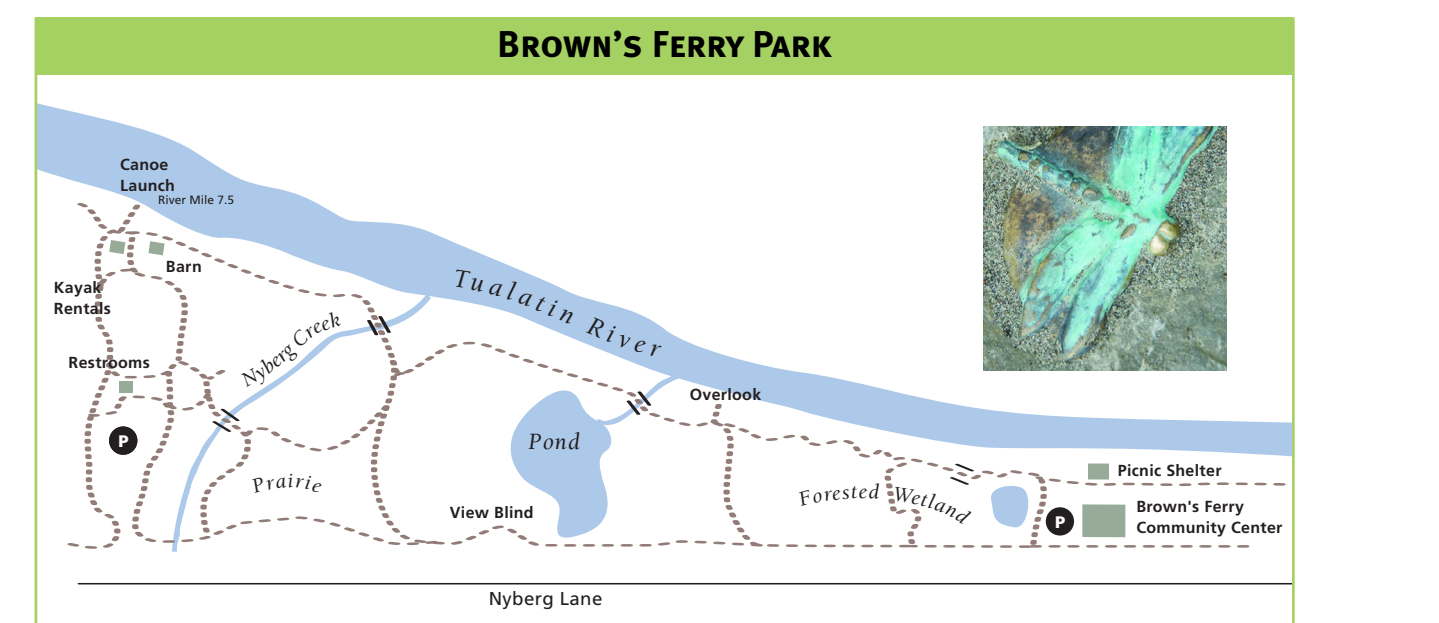 BROWN'S FERRY PARK
Canoe
Launch
River Mile 7.5
Barn
Kayak
Rentals
Nyberg Creek
Tualatin River
Restrooms
Overlook
P
Pond
Prairie
View Blind
Forested Wetland
Picnic Shelter
P
Brown's Ferry
Community Center
Nyberg Lane